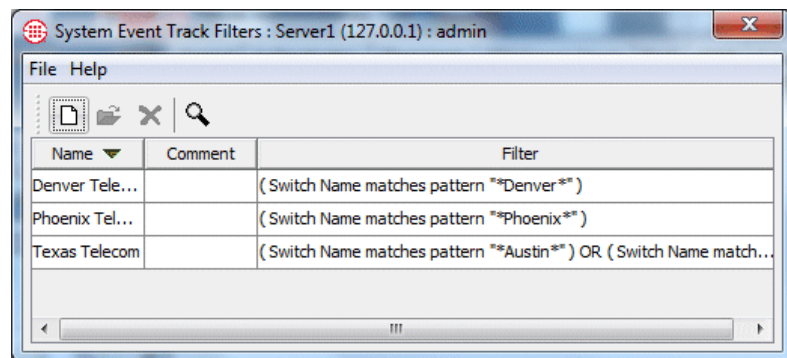 System Event Track Filters : Server1 (127.0.0.1) : admin
File Help
Name Comment Filter
Denver Tele... ( Switch Name matches pattern "*Denver*" )
Phoenix Tel... ( Switch Name matches pattern "*Phoenix*" )
Texas Telecom ( Switch Name matches pattern "*Austin*" ) OR ( Switch Name match...